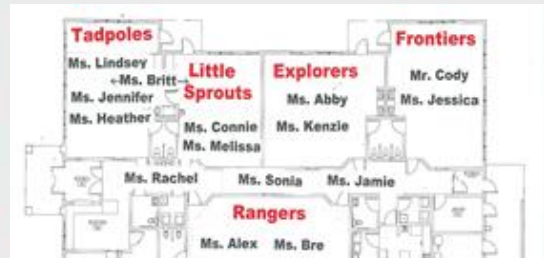 Tadpoles
Ms. Lindsey
←Ms. Britt→
Ms. Jennifer
Ms. Heather
Little
Sprouts
Ms. Connie
Ms. Melissa
Explorers
Ms. Abby
Ms. Kenzie
Frontiers
Mr. Cody
Ms. Jessica
Ms. Rachel
Ms. Sonia
Ms. Jamie
Rangers
Ms. Alex
Ms. Bre